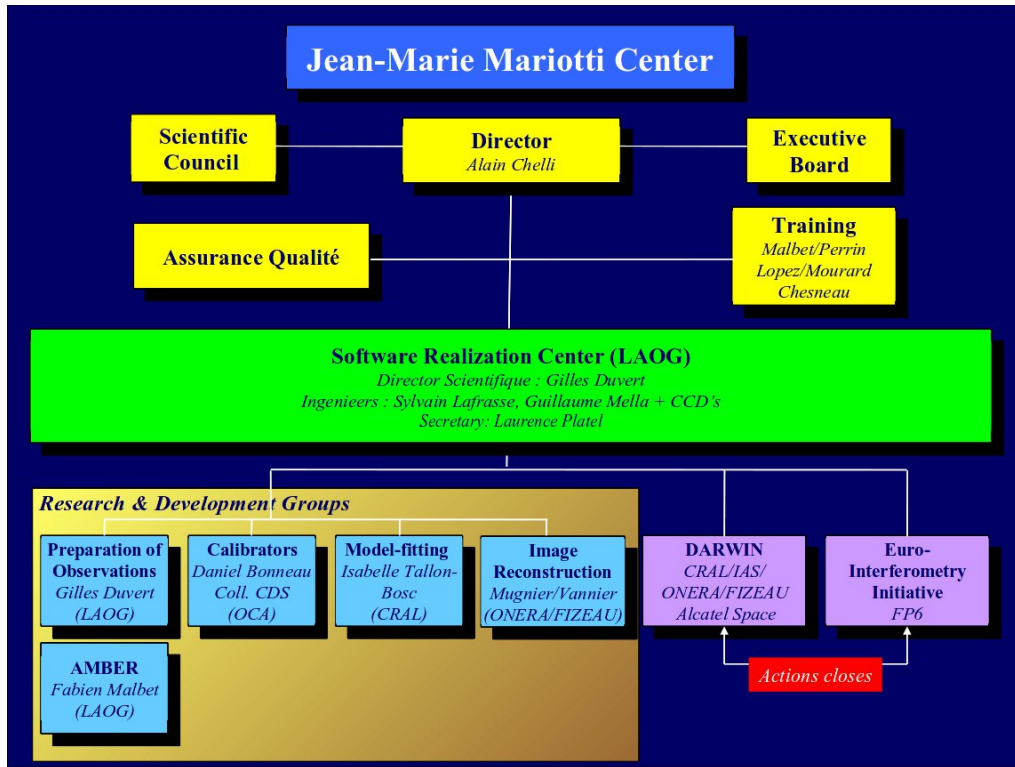 Jean-Marie Mariotti Center
Scientific
Council
Director
Alain Chelli
Executive
Board
Assurance Qualité
Training
Malbet/Perrin
Lopez/Mourard
Chesneau
Software Realization Center (LAOG)
Director Scientifique : Gilles Duvert
Ingenieers : Sylvain Lafrasse, Guillaume Mella + CCD's
Secretary: Laurence Platel
Research & Development Groups
Preparation of
Observations
Gilles Duvert
(LAOG)
Calibrators
Daniel Bonneau
Coll. CDS
(OCA)
Model-fitting
Isabelle Tallon-
Bosc
(CRAL)
Image
Reconstruction
Mugnier/Vannier
(ONERA/FIZEAU)
DARWIN
CRAL/IAS/
ONERA/FIZEAU
Alcatel Space
Euro-
Interferometry
Initiative
FP6
AMBER
Fabien Malbet
(LAOG)
Actions closes